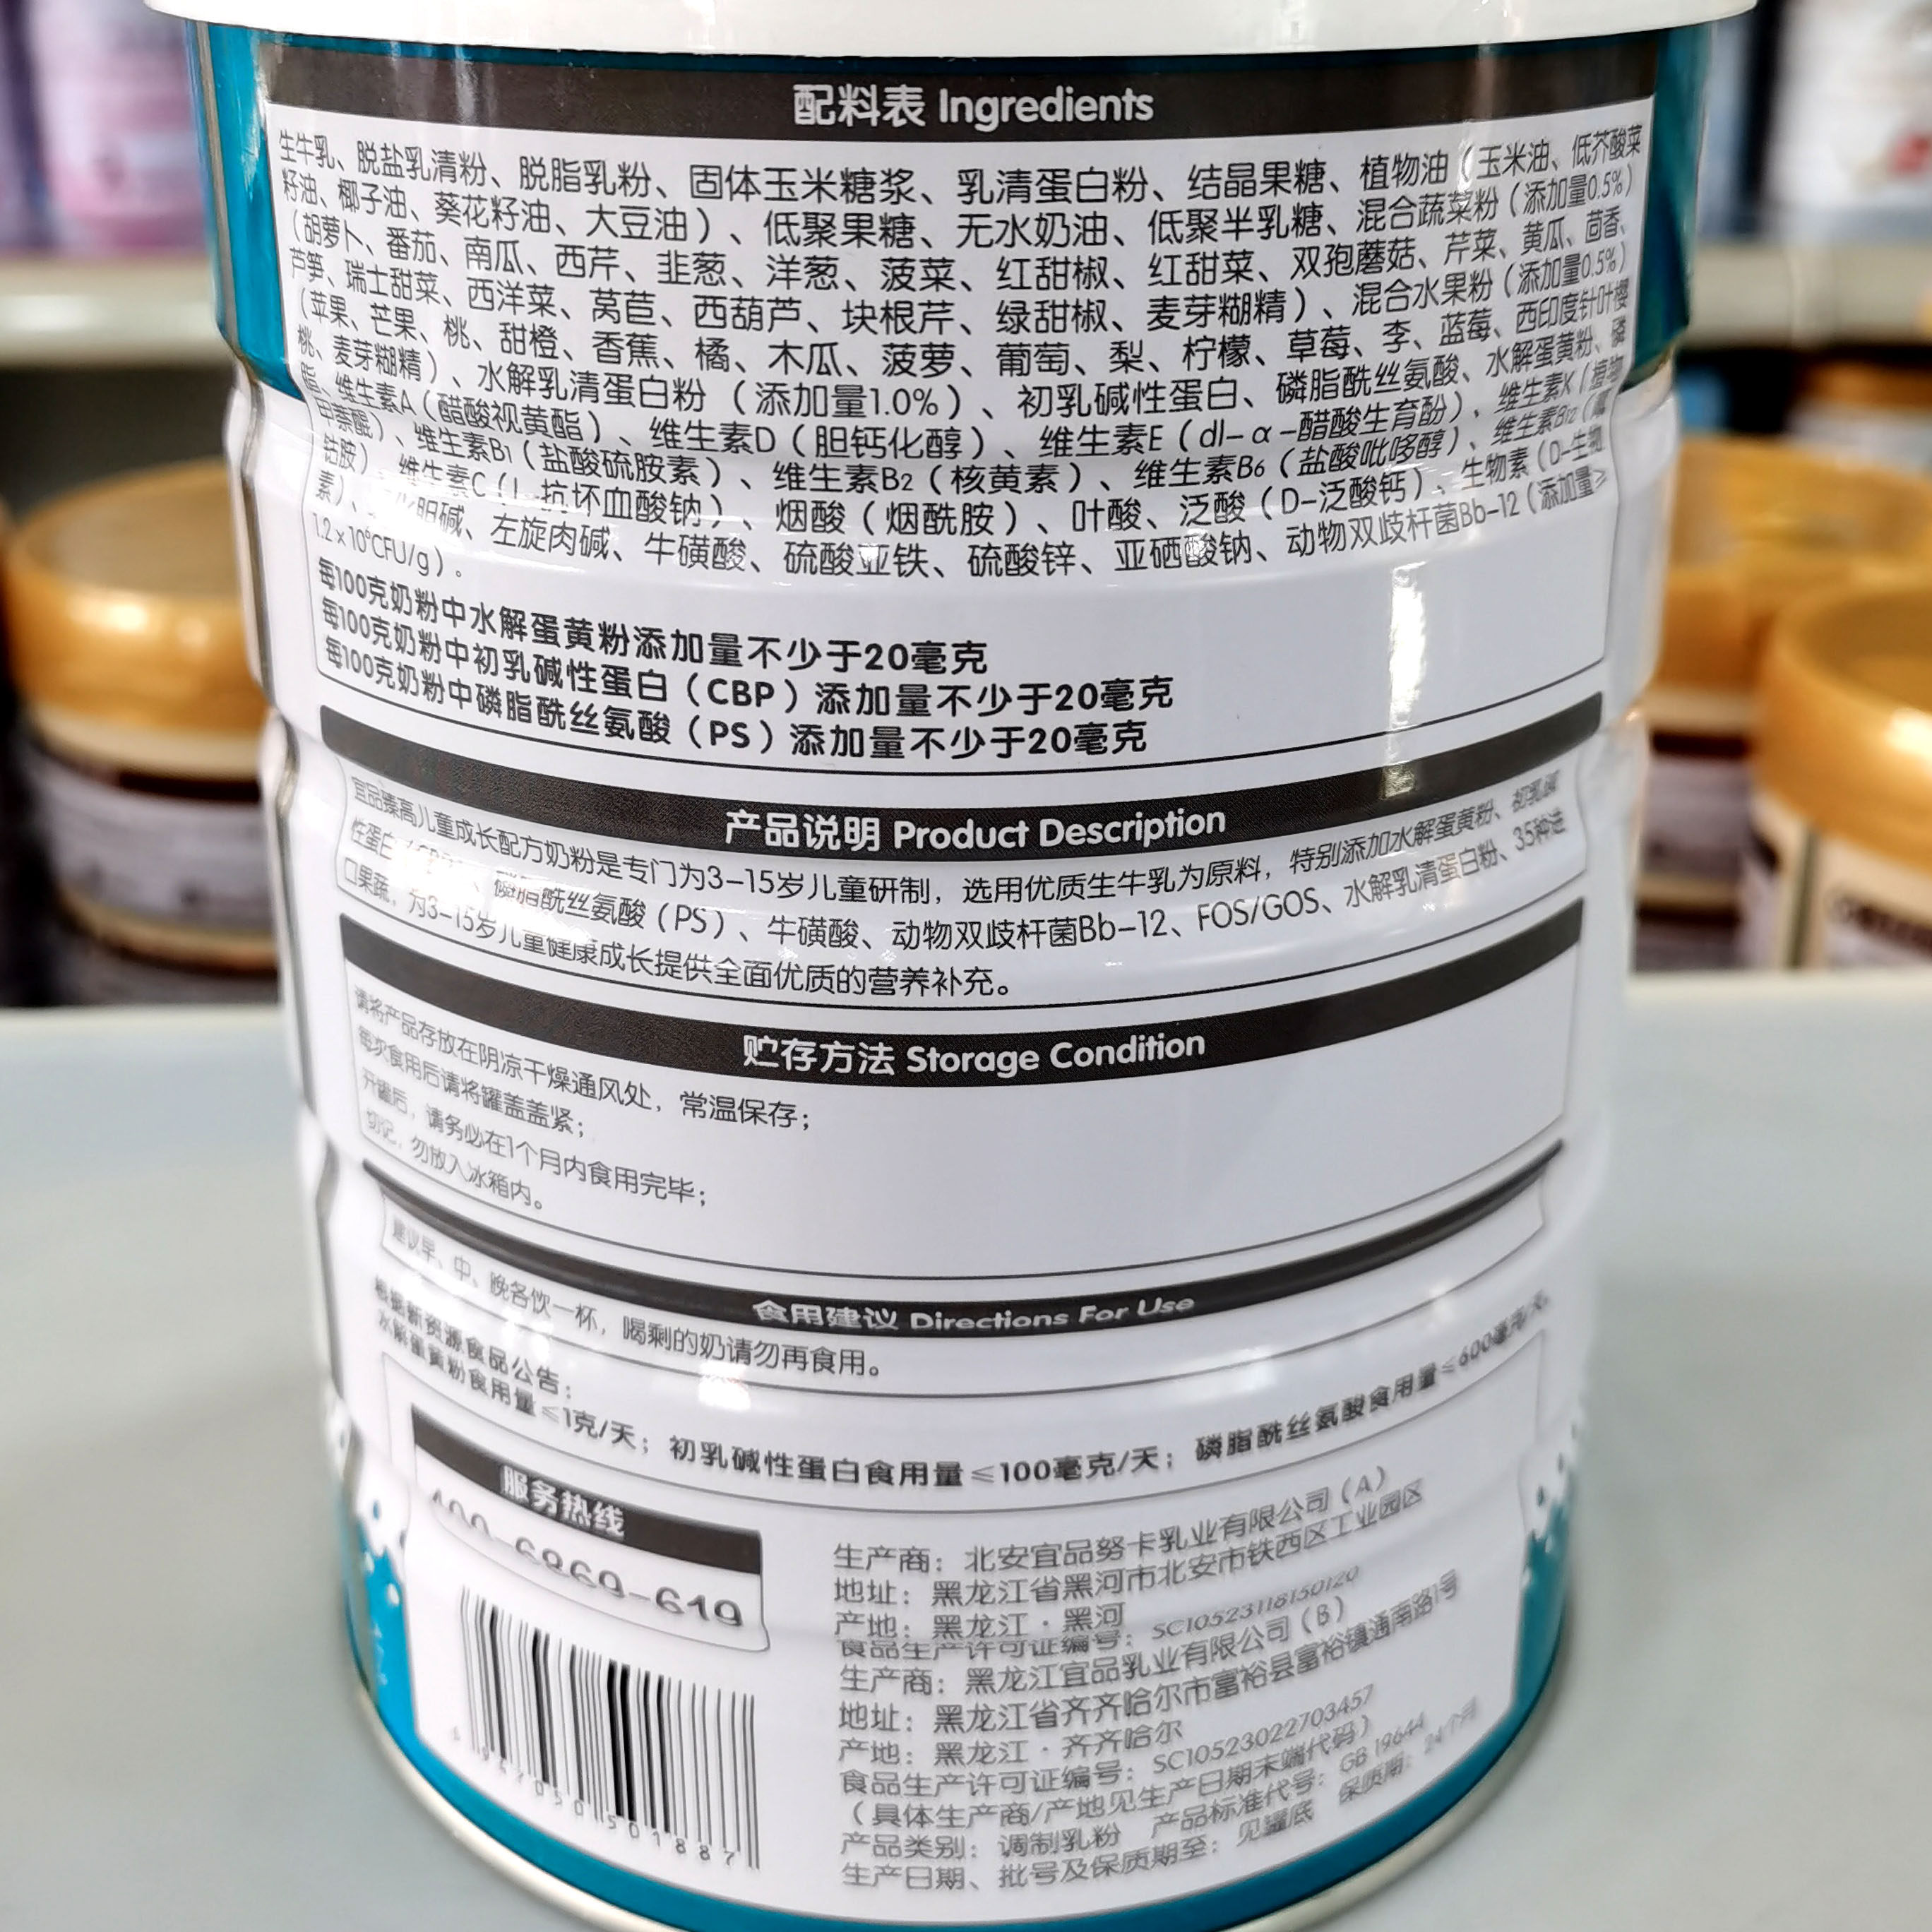 配料表 Ingredients
生牛乳、脱盐乳清粉、脱脂乳粉、固体玉米糖浆、乳清蛋白粉、结晶果糖、植物油（玉米油、低芥酸菜
籽油、椰子油、葵花籽油、大豆油）、低聚果糖、无水奶油、低聚半乳糖、混合蔬菜粉（添加量0.5%）
（胡萝卜、番茄、南瓜、西芹、韭葱、洋葱、菠菜、红甜椒、红甜菜、双孢蘑菇、芹菜、黄瓜、茴香、
芦笋、瑞士甜菜、西洋菜、莴苣、西葫芦、块根芹、绿甜椒、麦芽糊精）、混合水果粉（添加量0.5%）
（苹果、芒果、桃、甜橙、香蕉、橘、木瓜、菠萝、葡萄、梨、柠檬、草莓、李、蓝莓、西印度针叶樱
桃、麦芽糊精）、水解乳清蛋白粉（添加量1.0%）、初乳碱性蛋白、磷脂酰丝氨酸、水解蛋黄粉、磷
脂、维生素A（醋酸视黄酯）、维生素D（胆钙化醇）、维生素E（dl-α-醋酸生育酚）、维生素K（植物
甲萘醌）、维生素B1（盐酸硫胺素）、维生素B2（核黄素）、维生素B6（盐酸吡哆醇）、维生素B12（氰
钴胺）、维生素C（L-抗坏血酸钠）、烟酸（烟酰胺）、叶酸、泛酸（D-泛酸钙）、生物素（D-生物
素）、胆碱、左旋肉碱、牛磺酸、硫酸亚铁、硫酸锌、亚硒酸钠、动物双歧杆菌Bb-12（添加量≥
1.2×10⁶CFU/g）。
每100克奶粉中水解蛋黄粉添加量不少于20毫克
每100克奶粉中初乳碱性蛋白（CBP）添加量不少于20毫克
每100克奶粉中磷脂酰丝氨酸（PS）添加量不少于20毫克
产品说明 Product Description
宜品臻高儿童成长配方奶粉是专门为3-15岁儿童研制，选用优质生牛乳为原料，特别添加水解蛋黄粉、初乳碱
性蛋白（CBP）、磷脂酰丝氨酸（PS）、牛磺酸、动物双歧杆菌Bb-12、FOS/GOS、水解乳清蛋白粉、35种进
口果蔬，为3-15岁儿童健康成长提供全面优质的营养补充。
贮存方法 Storage Condition
请将产品存放在阴凉干燥通风处，常温保存；
每次食用后请将罐盖盖紧；
开罐后，请务必在1个月内食用完毕；
切记，勿放入冰箱内。
食用建议 Directions For Use
建议早、中、晚各饮一杯，喝剩的奶请勿再食用。
根据新资源食品公告：
水解蛋黄粉食用量≤1克/天；初乳碱性蛋白食用量≤100毫克/天；磷脂酰丝氨酸食用量≤600毫克/天。
服务热线
400-6869-619
生产商：北安宜品努卡乳业有限公司（A）
地址：黑龙江省黑河市北安市铁西区工业园区
产地：黑龙江·黑河
食品生产许可证编号：SC10523118150120
生产商：黑龙江宜品乳业有限公司（B）
地址：黑龙江省齐齐哈尔市富裕县富裕镇通南路1号
产地：黑龙江·齐齐哈尔
食品生产许可证编号：SC10523022703457
（具体生产商/产地见生产日期末端代码）
产品类别：调制乳粉 产品标准代号：GB 19644
生产日期、批号及保质期至：见罐底 保质期：24个月